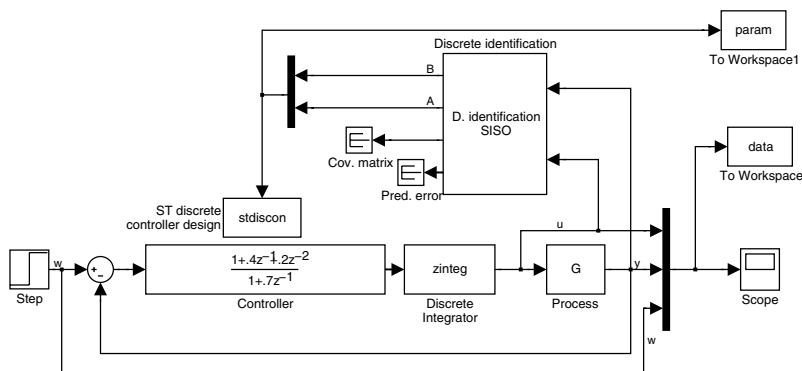 param
To Workspace1
Discrete identification
B
A
D. identification
SISO
Cov. matrix
Pred. error
data
To Workspace
ST discrete
controller design
stdiscon
Step
w
+
-
1+.4z⁻¹.2z⁻²
1+.7z⁻¹
Controller
zinteg
Discrete
Integrator
u
G
Process
y
w
Scope